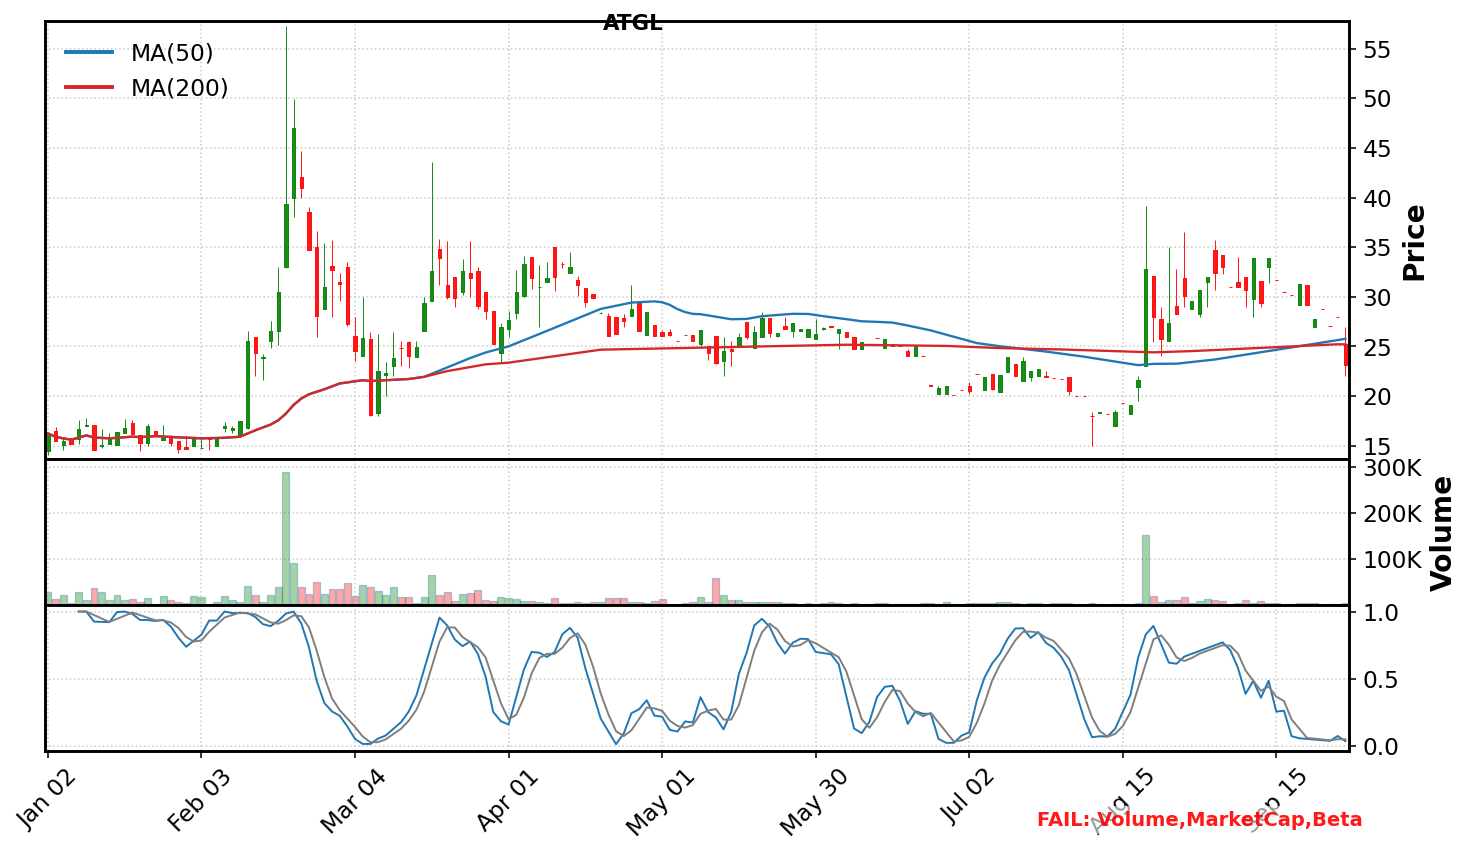 ATGL
MA(50)
MA(200)
55
50
45
40
35
30
25
20
15
Price
300K
200K
100K
Volume
1.0
0.5
0.0
Jan 02
Feb 03
Mar 04
Apr 01
May 01
May 30
Jul 02
Aug 15
Sep 15
FAIL: Volume,MarketCap,Beta